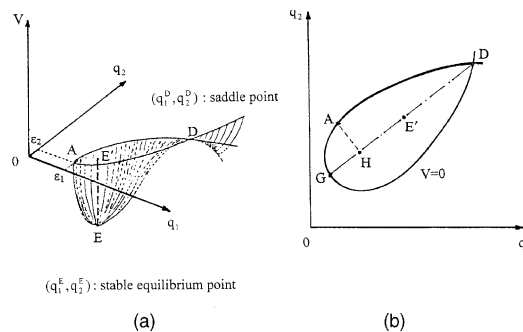 V
q₂
(q₁ᴰ,q₂ᴰ) : saddle point
D
ε₂
A
E′
0
ε₁
q₁
E
(q₁ᴱ,q₂ᴱ) : stable equilibrium point
(a)
q₂
D
A
E′
H
G
V=0
0
q
(b)